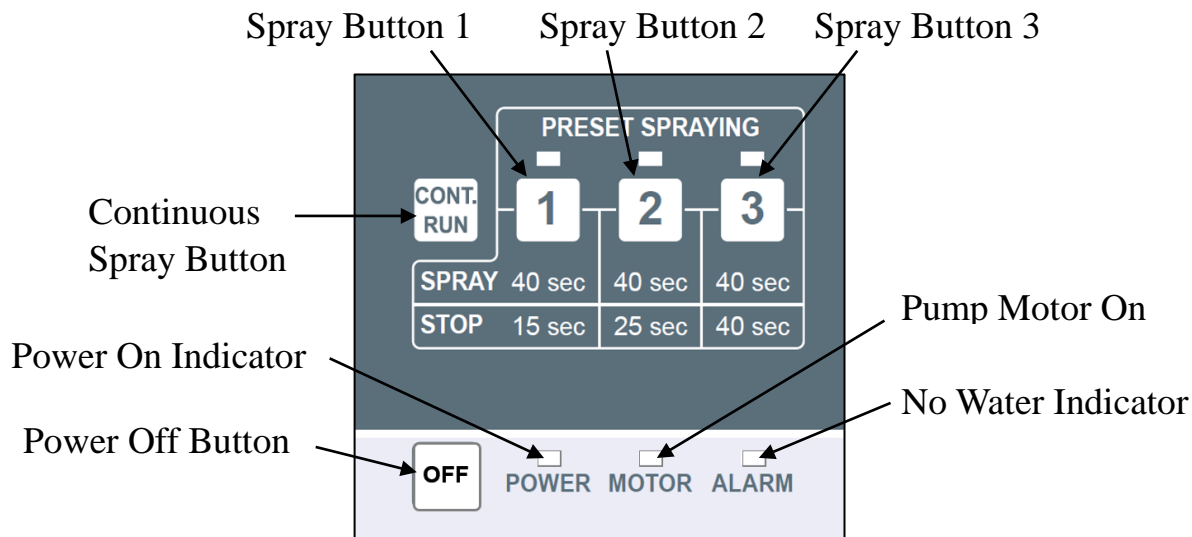 Spray Button 1
Spray Button 2
Spray Button 3
PRESET SPRAYING
CONT.
RUN
1
2
3
Continuous
Spray Button
SPRAY 40 sec 40 sec 40 sec
STOP 15 sec 25 sec 40 sec
Pump Motor On
Power On Indicator
No Water Indicator
Power Off Button
OFF
POWER MOTOR ALARM